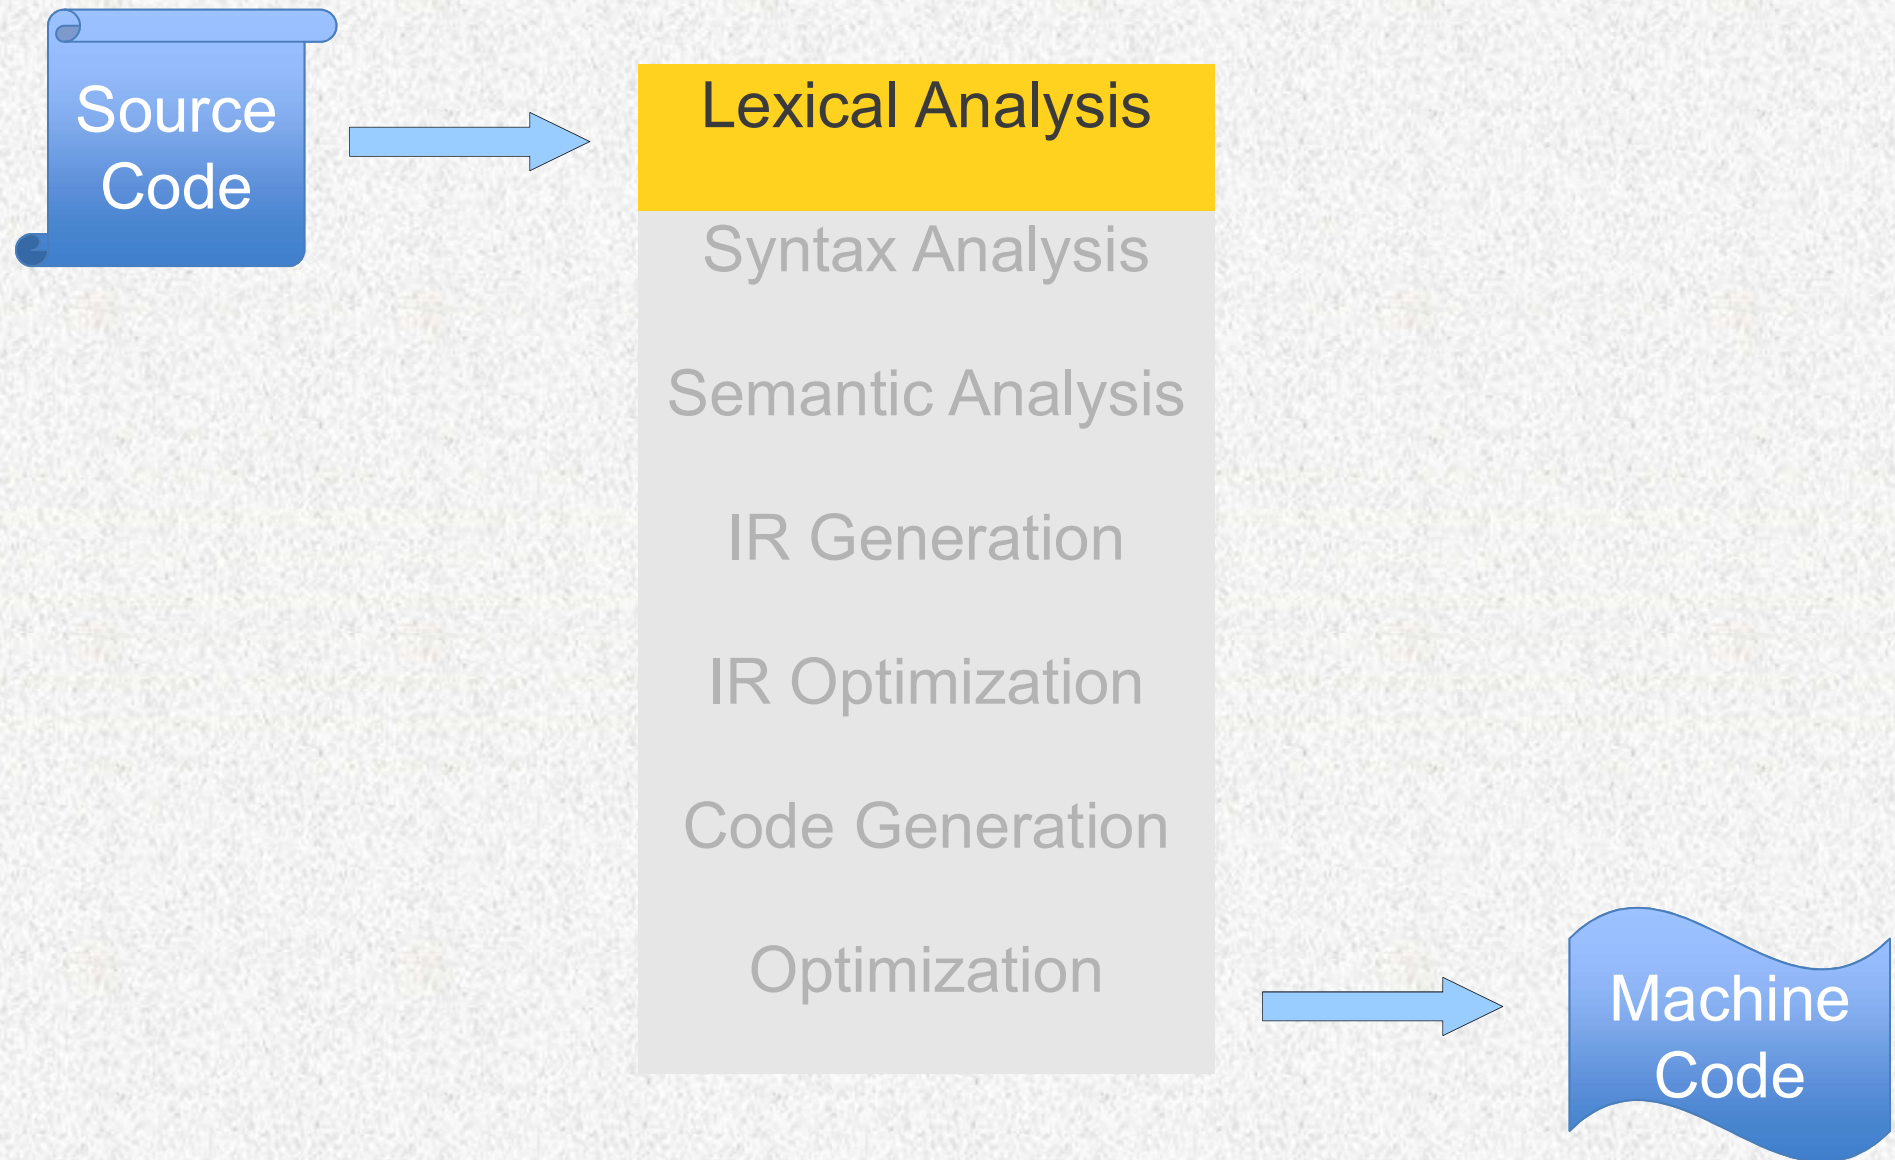 Source
Code
Lexical Analysis
Syntax Analysis
Semantic Analysis
IR Generation
IR Optimization
Code Generation
Optimization
Machine
Code